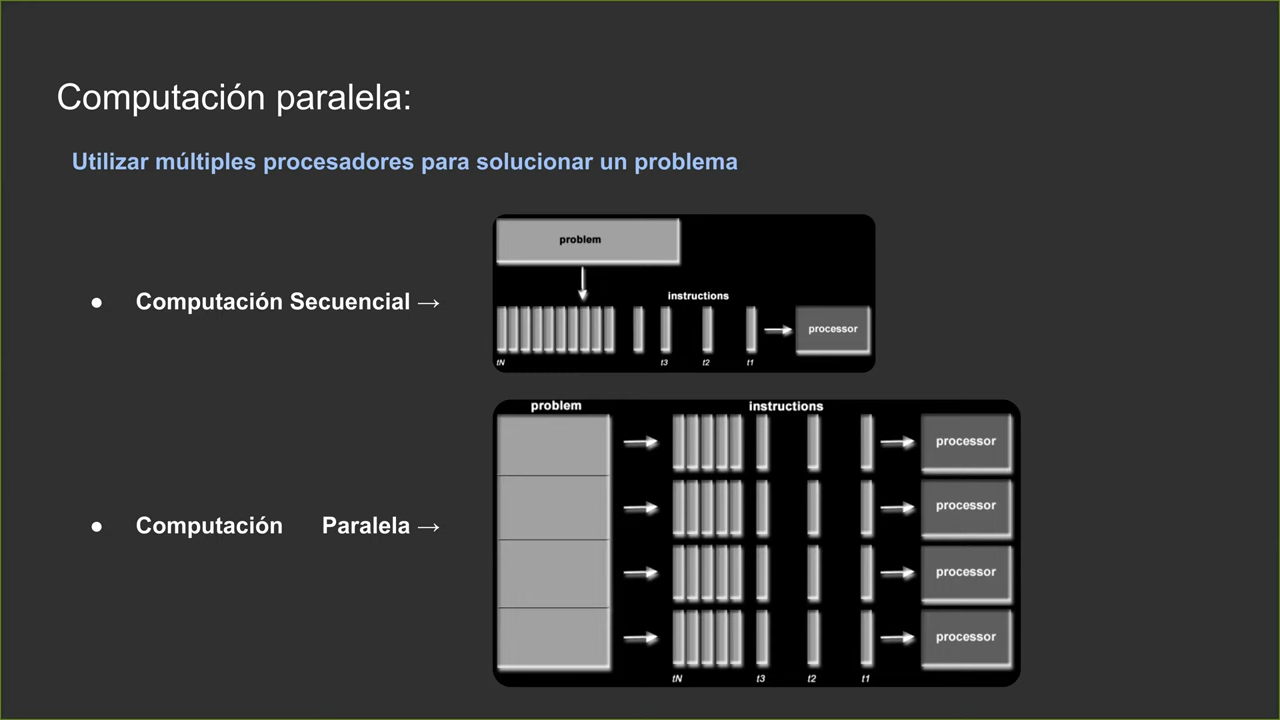 Computación paralela:
Utilizar múltiples procesadores para solucionar un problema
● Computación Secuencial →
problem
instructions
processor
tN t3 t2 t1
● Computación Paralela →
problem instructions
processor
processor
processor
processor
tN t3 t2 t1